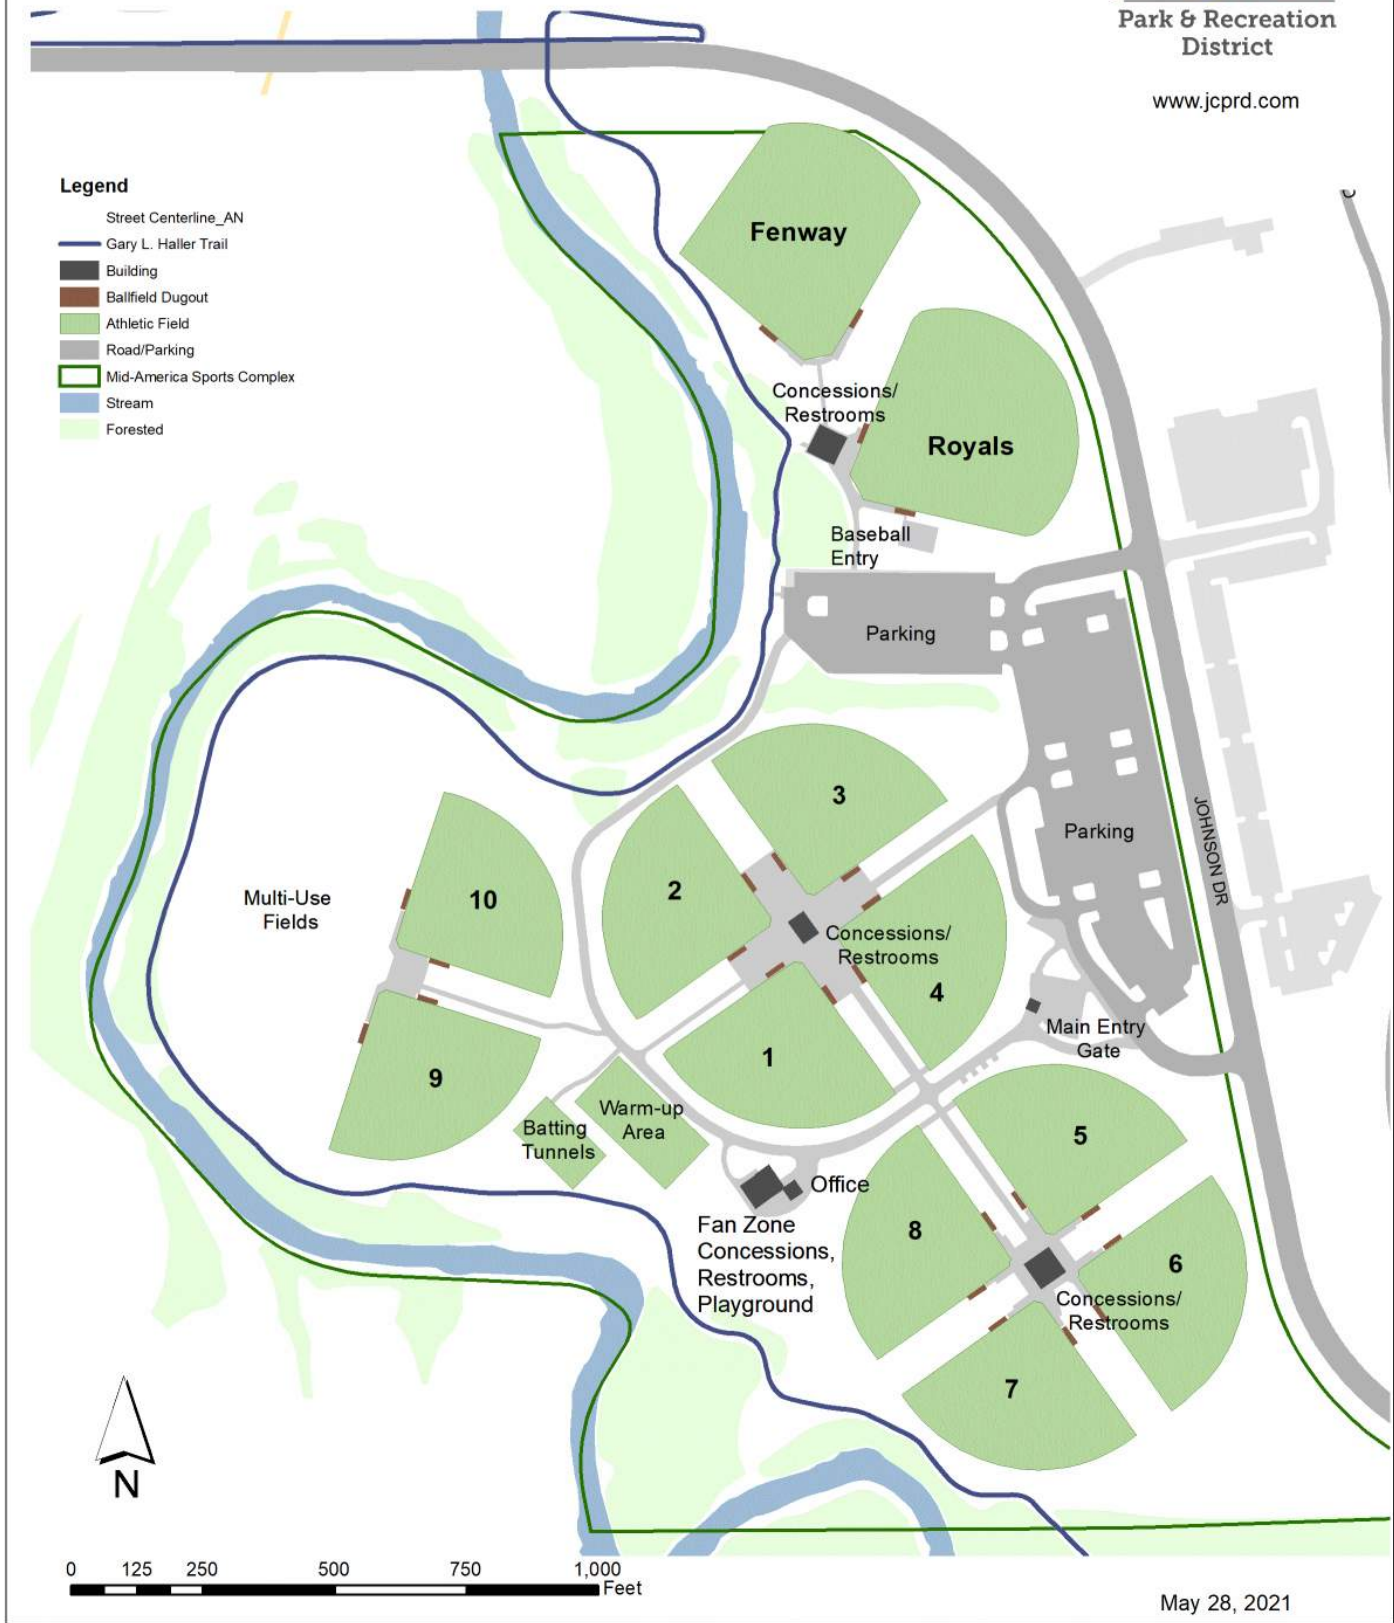 Park & Recreation
District
www.jcprd.com
Legend
Street Centerline_AN
Gary L. Haller Trail
Building
Ballfield Dugout
Athletic Field
Road/Parking
Mid-America Sports Complex
Stream
Forested
Fenway
Concessions/
Restrooms
Royals
Baseball
Entry
Parking
3
Parking
JOHNSON DR
2
10
Multi-Use
Fields
Concessions/
Restrooms
4
Main Entry
Gate
1
9
Warm-up
Area
Batting
Tunnels
5
Office
8
Fan Zone
Concessions,
Restrooms,
Playground
6
Concessions/
Restrooms
7
N
0 125 250 500 750 1,000
Feet
May 28, 2021